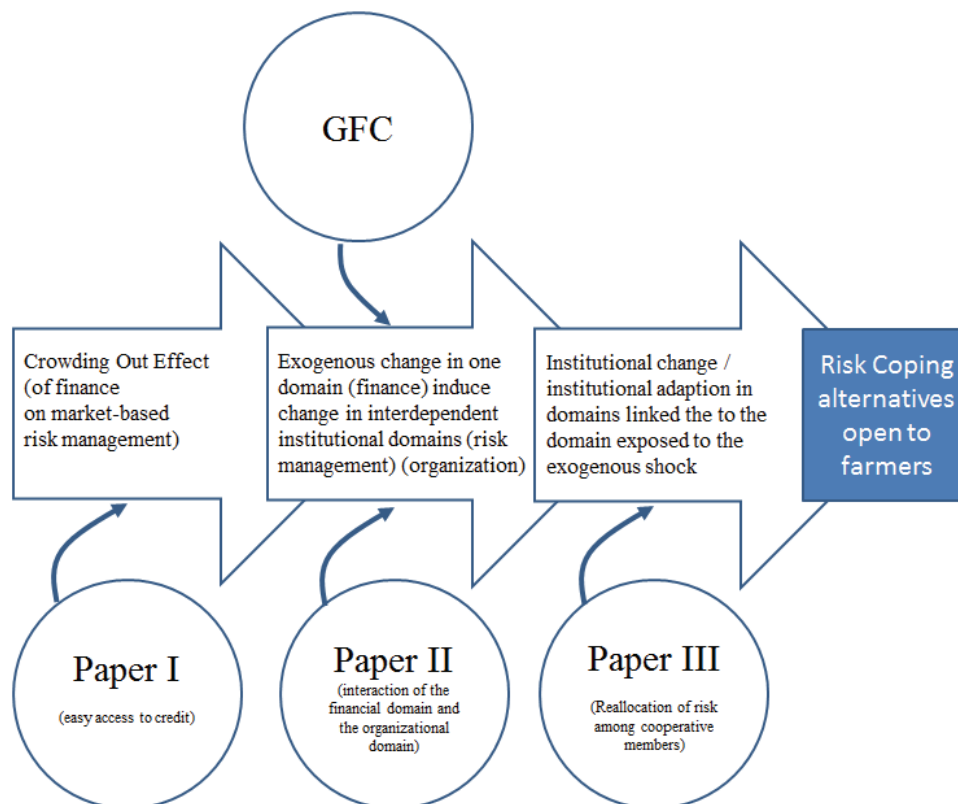 GFC
Crowding Out Effect
(of finance
on market-based
risk management)
Exogenous change in one
domain (finance) induce
change in interdependent
institutional domains (risk
management) (organization)
Institutional change /
institutional adaption in
domains linked the to the
domain exposed to the
exogenous shock
Risk Coping
alternatives
open to
farmers
Paper I
(easy access to credit)
Paper II
(interaction of the
financial domain and
the organizational
domain)
Paper III
(Reallocation of risk
among cooperative
members)